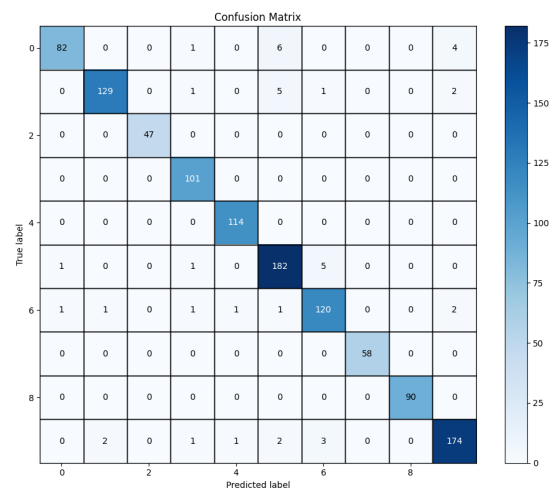 Confusion Matrix
0 82 0 0 1 0 6 0 0 0 4
0 129 0 1 0 5 1 0 0 2
2 0 0 47 0 0 0 0 0 0 0
0 0 0 101 0 0 0 0 0 0
4 0 0 0 0 114 0 0 0 0 0
1 0 0 1 0 182 5 0 0 0
6 1 1 0 1 1 1 120 0 0 2
0 0 0 0 0 0 0 58 0 0
8 0 0 0 0 0 0 0 0 90 0
0 2 0 1 1 2 3 0 0 174
0 2 4 6 8
Predicted label
True label
175
150
125
100
75
50
25
0